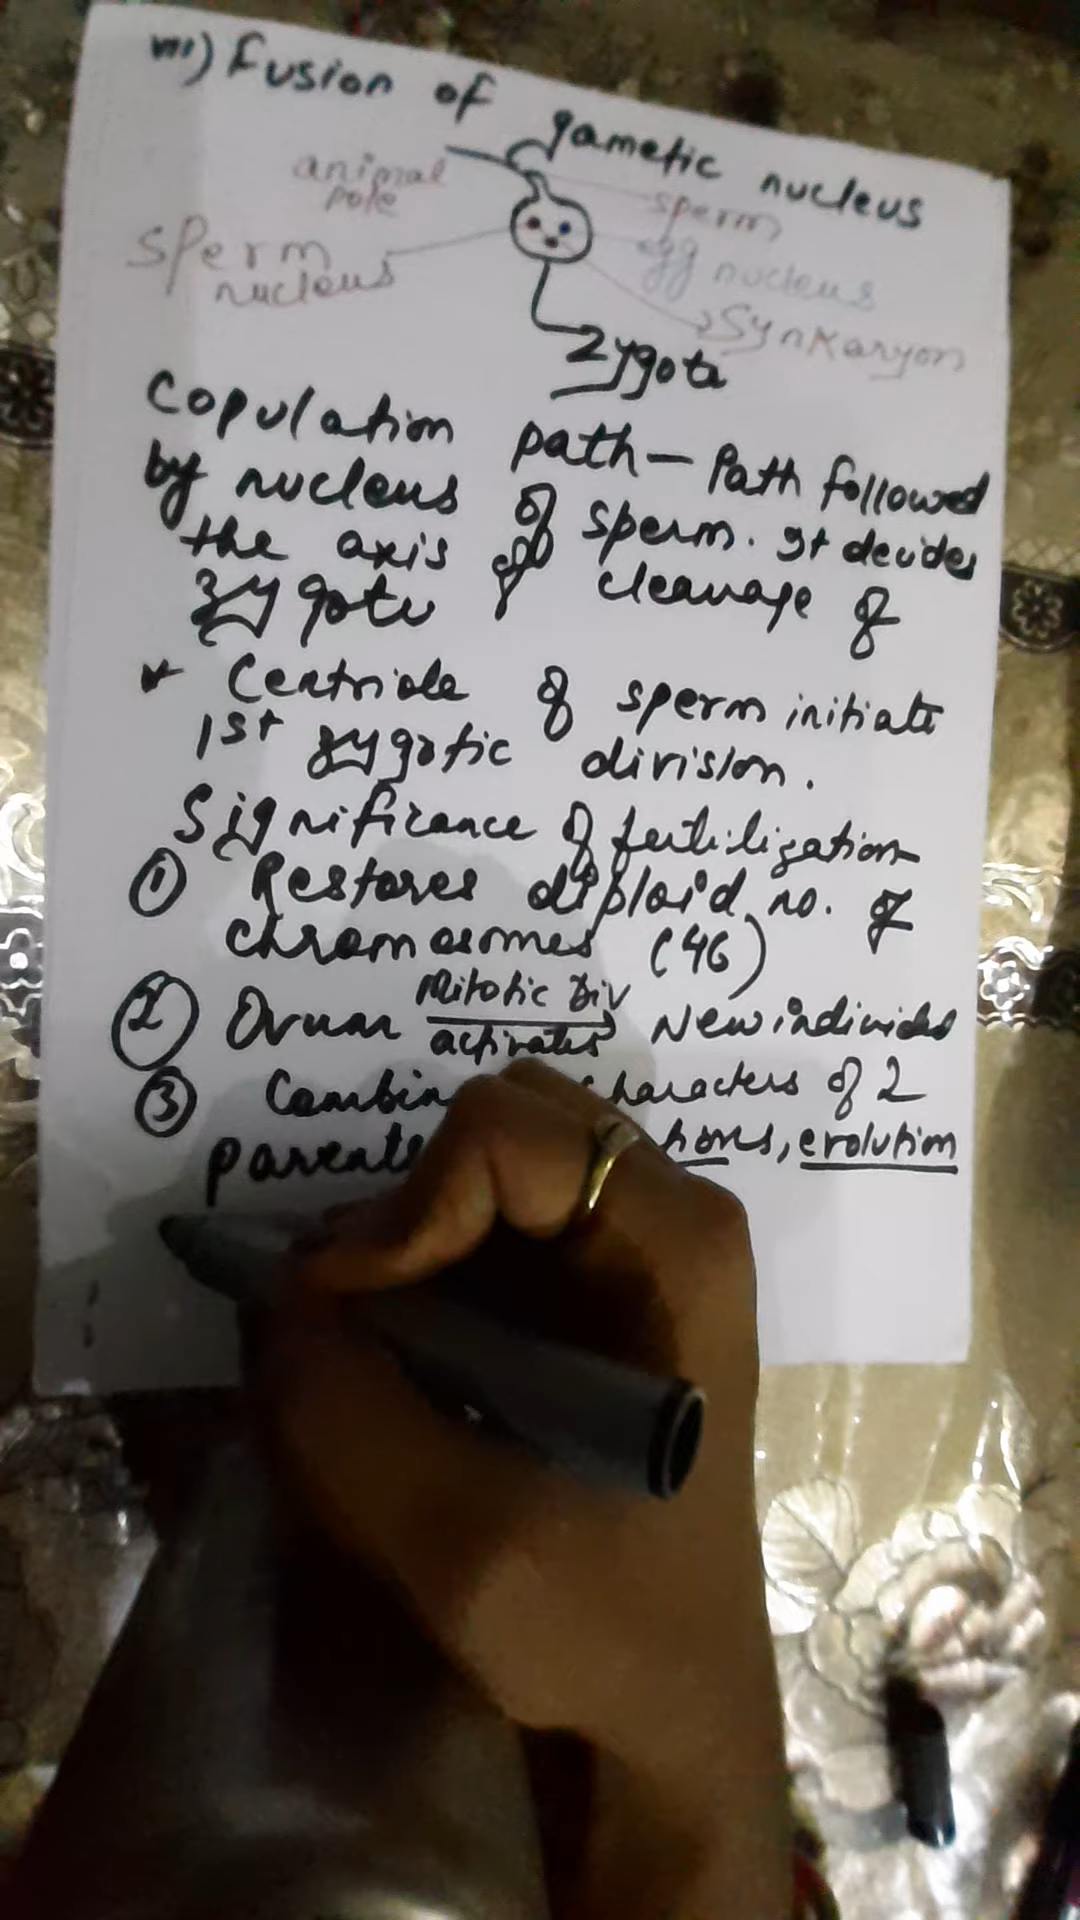 vii) Fusion of gametic nucleus
animal
pole
sperm
Sperm
nucleus
egg nucleus
Synkaryon
Zygote
Copulation path – Path followed
by nucleus of sperm. It decides
the axis of cleavage of
zygote
* Centriole of sperm initiate
1st zygotic division.
Significance of fertilization
① Restores diploid no. of
chromosomes (46)
② Ovum Mitotic Div New individual
activates
③ characters of 2
evolution